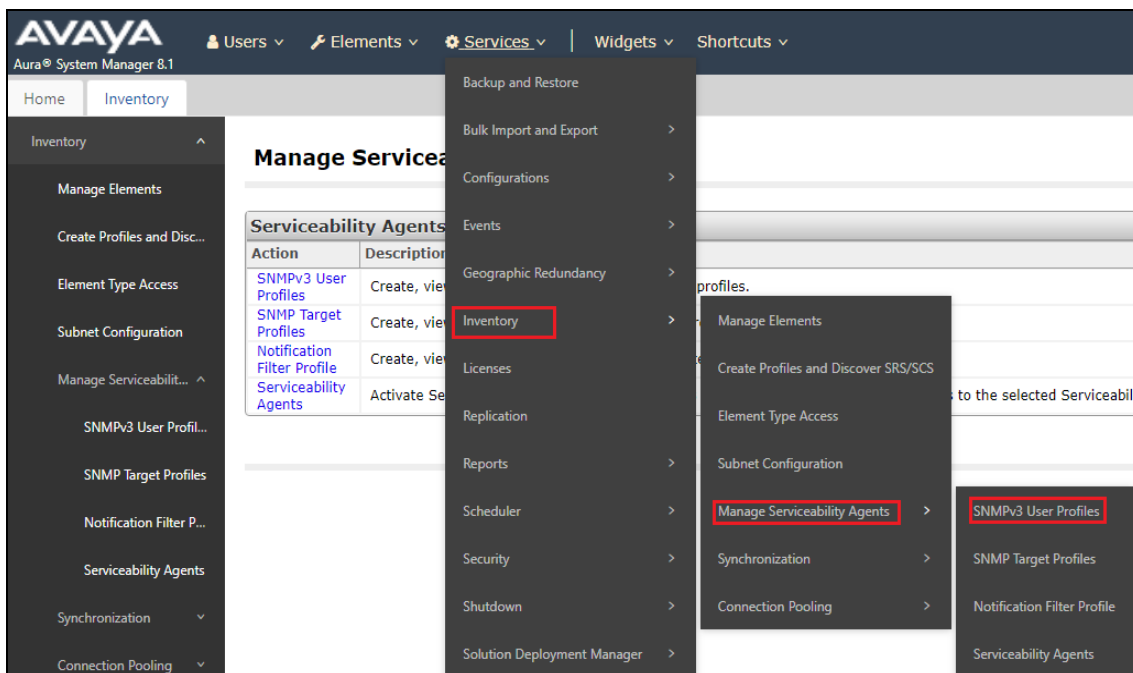 AVAYA
Aura® System Manager 8.1
Users
Elements
Services
Widgets
Shortcuts
Home
Inventory
Inventory
Manage Elements
Create Profiles and Disc...
Element Type Access
Subnet Configuration
Manage Serviceabilit...
SNMPv3 User Profil...
SNMP Target Profiles
Notification Filter P...
Serviceability Agents
Synchronization
Connection Pooling
Manage Servicea
Serviceability Agents
Action
Description
SNMPv3 User
Profiles
Create, vie
profiles.
SNMP Target
Profiles
Create, vie
Notification
Filter Profile
Create, vie
Serviceability
Agents
Activate Se
to the selected Serviceabil
Backup and Restore
Bulk Import and Export
Configurations
Events
Geographic Redundancy
Inventory
Licenses
Replication
Reports
Scheduler
Security
Shutdown
Solution Deployment Manager
Manage Elements
Create Profiles and Discover SRS/SCS
Element Type Access
Subnet Configuration
Manage Serviceability Agents
Synchronization
Connection Pooling
SNMPv3 User Profiles
SNMP Target Profiles
Notification Filter Profile
Serviceability Agents